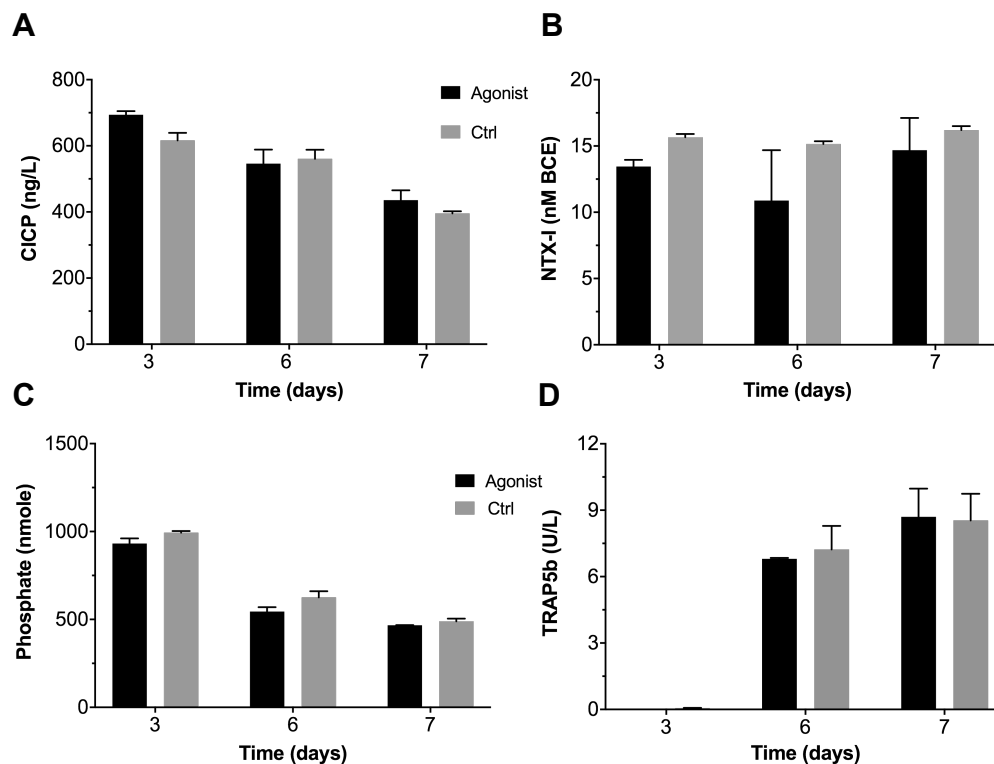 A
CICP (ng/L)
800
600
400
200
0
3
6
7
Time (days)
Agonist
Ctrl
B
NTX-I (nM BCE)
20
15
10
5
0
3
6
7
Time (days)
C
Phosphate (nmole)
1500
1000
500
0
3
6
7
Time (days)
Agonist
Ctrl
D
TRAP5b (U/L)
12
9
6
3
0
3
6
7
Time (days)